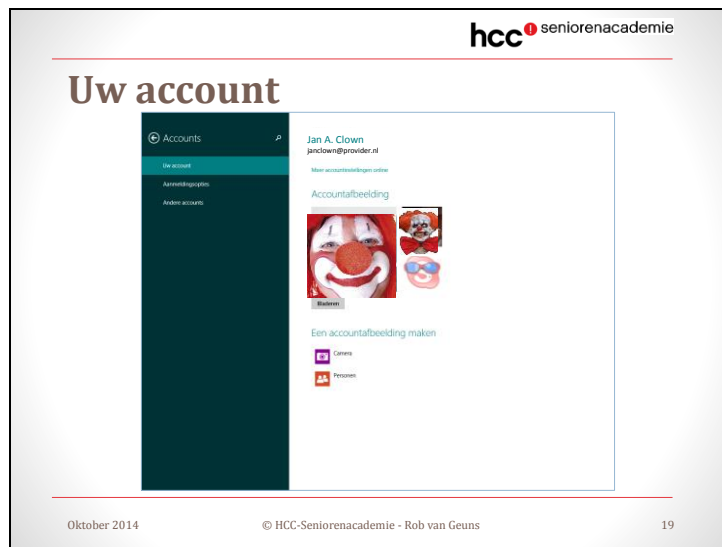 hcc! seniorenacademie
Uw account
Accounts
Uw account
Aanmeldingsopties
Andere accounts
Jan A. Clown
janclown@provider.nl
Meer accountinstellingen online
Accountafbeelding
Bladeren
Een accountafbeelding maken
Camera
Personen
Oktober 2014
© HCC-Seniorenacademie - Rob van Geuns
19